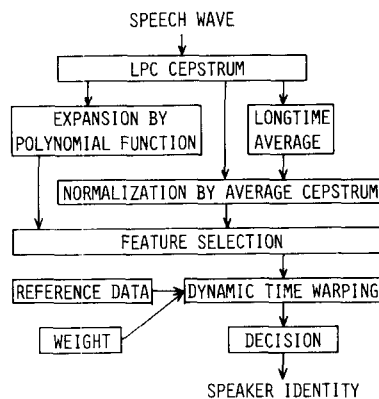 SPEECH WAVE
LPC CEPSTRUM
EXPANSION BY
POLYNOMIAL FUNCTION
LONGTIME
AVERAGE
NORMALIZATION BY AVERAGE CEPSTRUM
FEATURE SELECTION
REFERENCE DATA
DYNAMIC TIME WARPING
WEIGHT
DECISION
SPEAKER IDENTITY